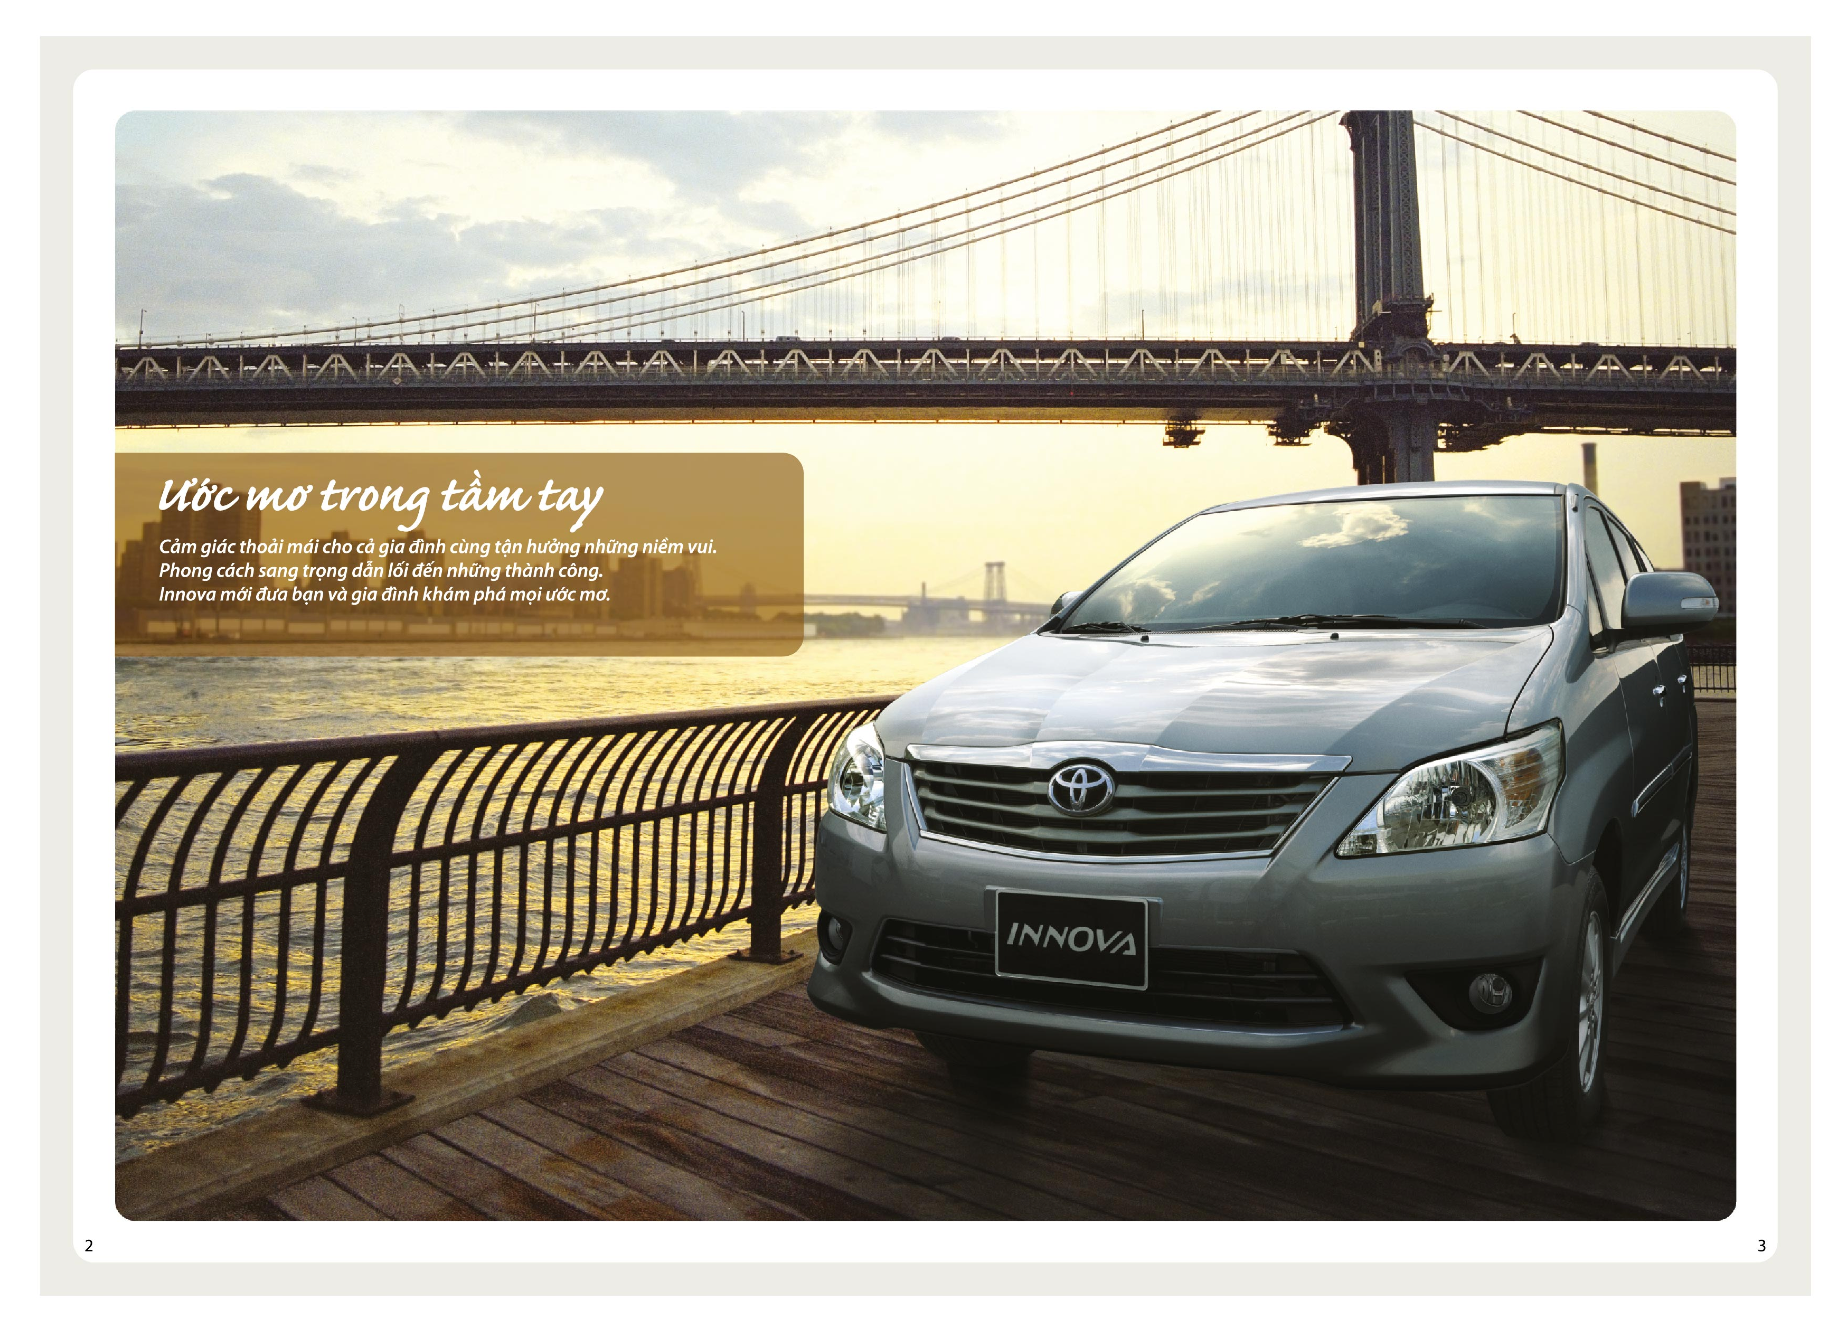 Ước mơ trong tầm tay
Cảm giác thoải mái cho cả gia đình cùng tận hưởng những niềm vui.
Phong cách sang trọng dẫn lối đến những thành công.
Innova mới đưa bạn và gia đình khám phá mọi ước mơ.
INNOVA
2
3